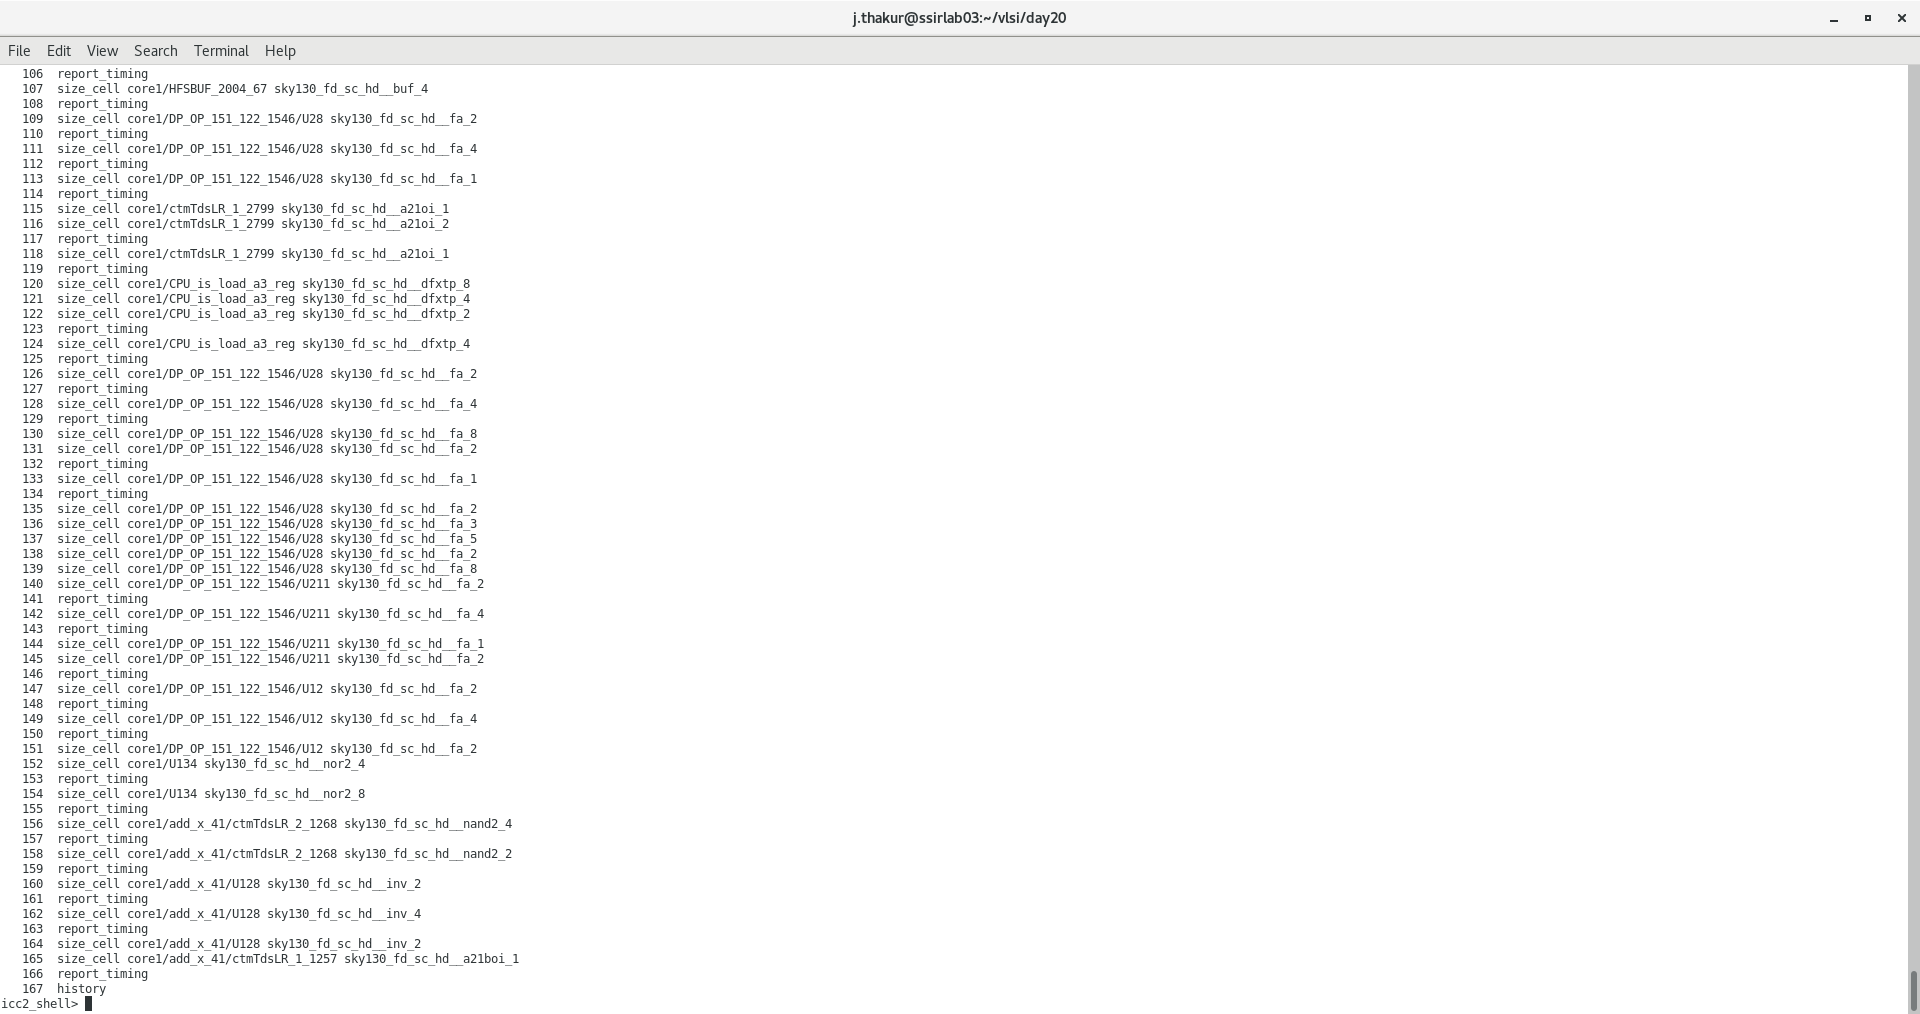 j.thakur@ssirlab03:~/vlsi/day20
File Edit View Search Terminal Help
106 report_timing
107 size_cell core1/HFSBUF_2004_67 sky130_fd_sc_hd__buf_4
108 report_timing
109 size_cell core1/DP_OP_151_122_1546/U28 sky130_fd_sc_hd__fa_2
110 report_timing
111 size_cell core1/DP_OP_151_122_1546/U28 sky130_fd_sc_hd__fa_4
112 report_timing
113 size_cell core1/DP_OP_151_122_1546/U28 sky130_fd_sc_hd__fa_1
114 report_timing
115 size_cell core1/ctmTdsLR_1_2799 sky130_fd_sc_hd__a21oi_1
116 size_cell core1/ctmTdsLR_1_2799 sky130_fd_sc_hd__a21oi_2
117 report_timing
118 size_cell core1/ctmTdsLR_1_2799 sky130_fd_sc_hd__a21oi_1
119 report_timing
120 size_cell core1/CPU_is_load_a3_reg sky130_fd_sc_hd__dfxtp_8
121 size_cell core1/CPU_is_load_a3_reg sky130_fd_sc_hd__dfxtp_4
122 size_cell core1/CPU_is_load_a3_reg sky130_fd_sc_hd__dfxtp_2
123 report_timing
124 size_cell core1/CPU_is_load_a3_reg sky130_fd_sc_hd__dfxtp_4
125 report_timing
126 size_cell core1/DP_OP_151_122_1546/U28 sky130_fd_sc_hd__fa_2
127 report_timing
128 size_cell core1/DP_OP_151_122_1546/U28 sky130_fd_sc_hd__fa_4
129 report_timing
130 size_cell core1/DP_OP_151_122_1546/U28 sky130_fd_sc_hd__fa_8
131 size_cell core1/DP_OP_151_122_1546/U28 sky130_fd_sc_hd__fa_2
132 report_timing
133 size_cell core1/DP_OP_151_122_1546/U28 sky130_fd_sc_hd__fa_1
134 report_timing
135 size_cell core1/DP_OP_151_122_1546/U28 sky130_fd_sc_hd__fa_2
136 size_cell core1/DP_OP_151_122_1546/U28 sky130_fd_sc_hd__fa_3
137 size_cell core1/DP_OP_151_122_1546/U28 sky130_fd_sc_hd__fa_5
138 size_cell core1/DP_OP_151_122_1546/U28 sky130_fd_sc_hd__fa_2
139 size_cell core1/DP_OP_151_122_1546/U28 sky130_fd_sc_hd__fa_8
140 size_cell core1/DP_OP_151_122_1546/U211 sky130_fd_sc_hd__fa_2
141 report_timing
142 size_cell core1/DP_OP_151_122_1546/U211 sky130_fd_sc_hd__fa_4
143 report_timing
144 size_cell core1/DP_OP_151_122_1546/U211 sky130_fd_sc_hd__fa_1
145 size_cell core1/DP_OP_151_122_1546/U211 sky130_fd_sc_hd__fa_2
146 report_timing
147 size_cell core1/DP_OP_151_122_1546/U12 sky130_fd_sc_hd__fa_2
148 report_timing
149 size_cell core1/DP_OP_151_122_1546/U12 sky130_fd_sc_hd__fa_4
150 report_timing
151 size_cell core1/DP_OP_151_122_1546/U12 sky130_fd_sc_hd__fa_2
152 size_cell core1/U134 sky130_fd_sc_hd__nor2_4
153 report_timing
154 size_cell core1/U134 sky130_fd_sc_hd__nor2_8
155 report_timing
156 size_cell core1/add_x_41/ctmTdsLR_2_1268 sky130_fd_sc_hd__nand2_4
157 report_timing
158 size_cell core1/add_x_41/ctmTdsLR_2_1268 sky130_fd_sc_hd__nand2_2
159 report_timing
160 size_cell core1/add_x_41/U128 sky130_fd_sc_hd__inv_2
161 report_timing
162 size_cell core1/add_x_41/U128 sky130_fd_sc_hd__inv_4
163 report_timing
164 size_cell core1/add_x_41/U128 sky130_fd_sc_hd__inv_2
165 size_cell core1/add_x_41/ctmTdsLR_1_1257 sky130_fd_sc_hd__a21boi_1
166 report_timing
167 history
icc2_shell>